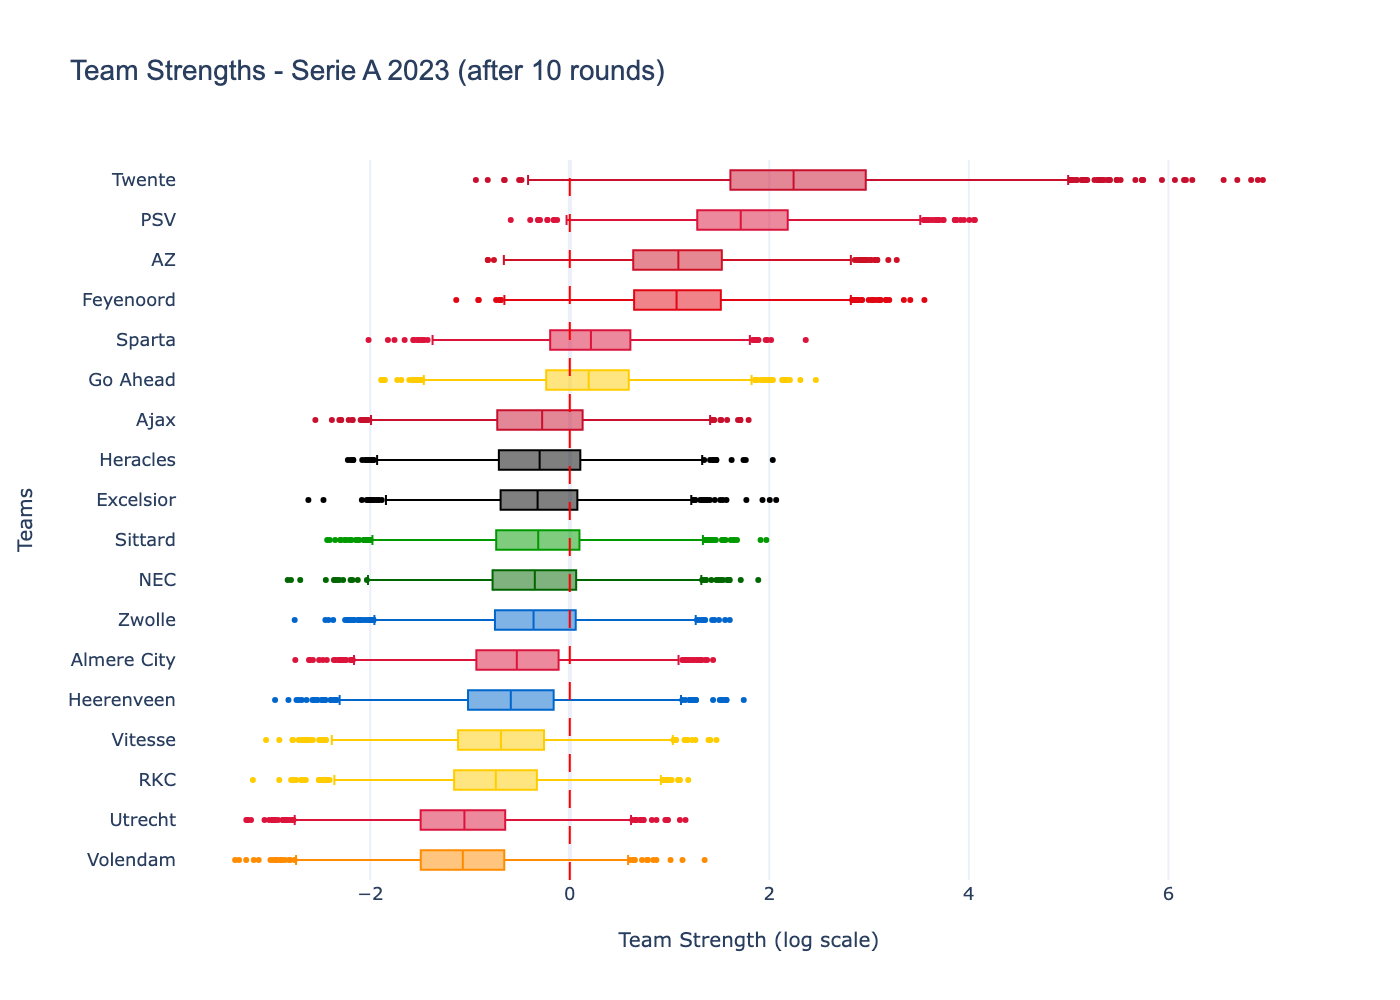 Team Strengths - Serie A 2023 (after 10 rounds)
Twente
PSV
AZ
Feyenoord
Sparta
Go Ahead
Ajax
Heracles
Excelsior
Sittard
NEC
Zwolle
Almere City
Heerenveen
Vitesse
RKC
Utrecht
Volendam
Teams
−2 0 2 4 6
Team Strength (log scale)